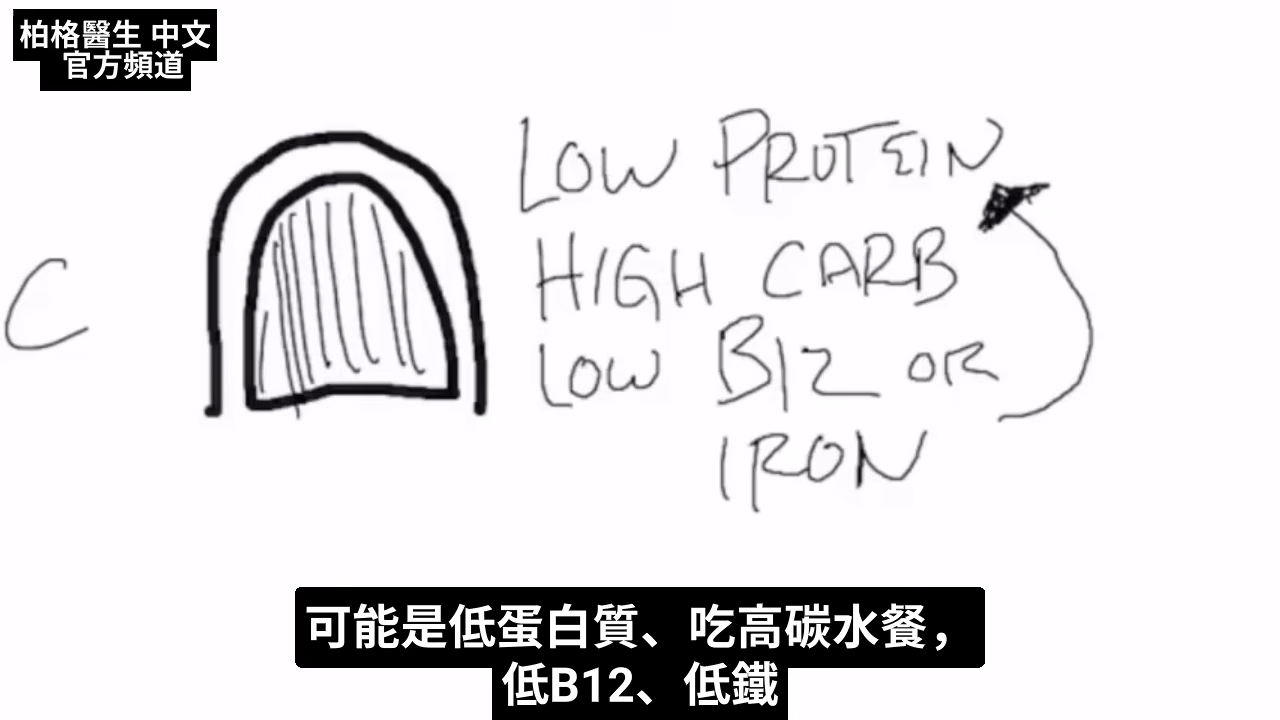 柏格醫生 中文
官方頻道
LOW PROTEIN
HIGH CARB
LOW B12 OR
IRON
C
可能是低蛋白質、吃高碳水餐，
低B12、低鐵